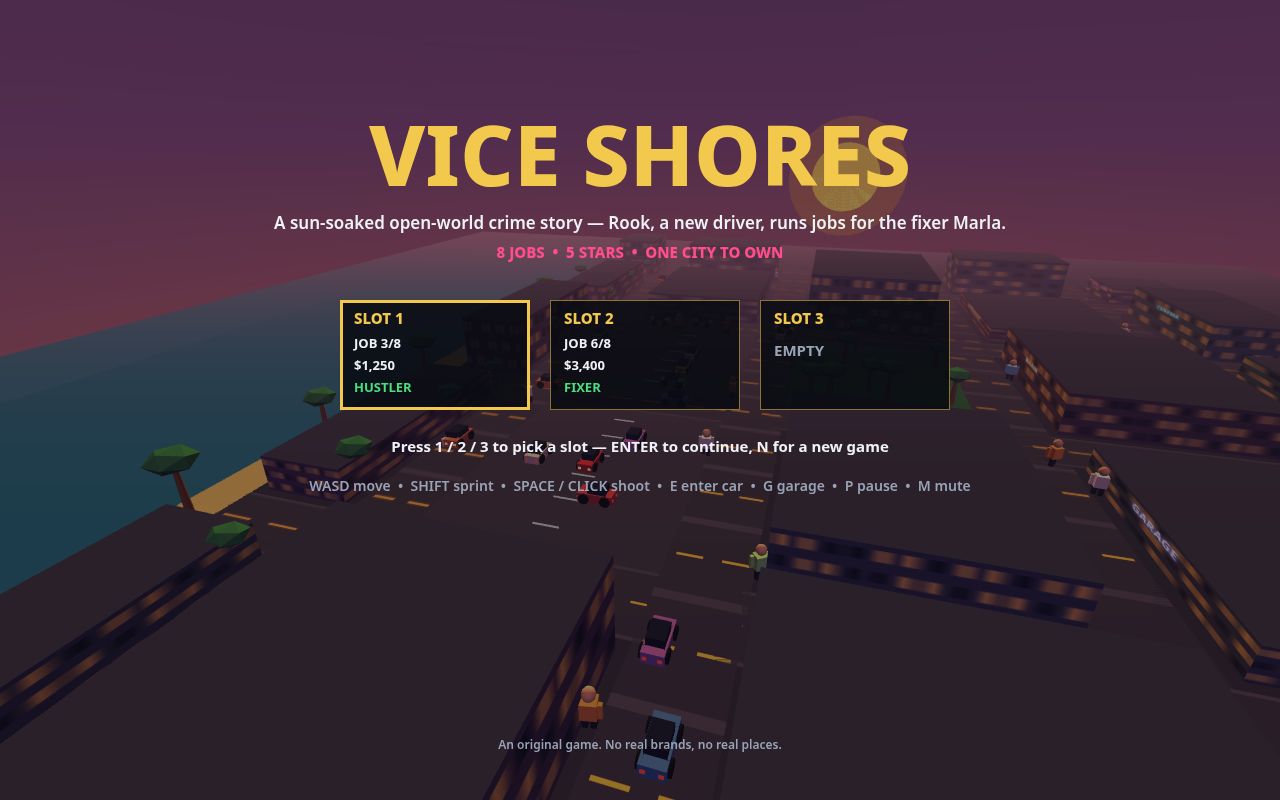 VICE SHORES
A sun-soaked open-world crime story — Rook, a new driver, runs jobs for the fixer Marla.
8 JOBS • 5 STARS • ONE CITY TO OWN
SLOT 1
JOB 3/8
$1,250
HUSTLER
SLOT 2
JOB 6/8
$3,400
FIXER
SLOT 3
EMPTY
Press 1 / 2 / 3 to pick a slot — ENTER to continue, N for a new game
WASD move • SHIFT sprint • SPACE / CLICK shoot • E enter car • G garage • P pause • M mute
GARAGE
An original game. No real brands, no real places.